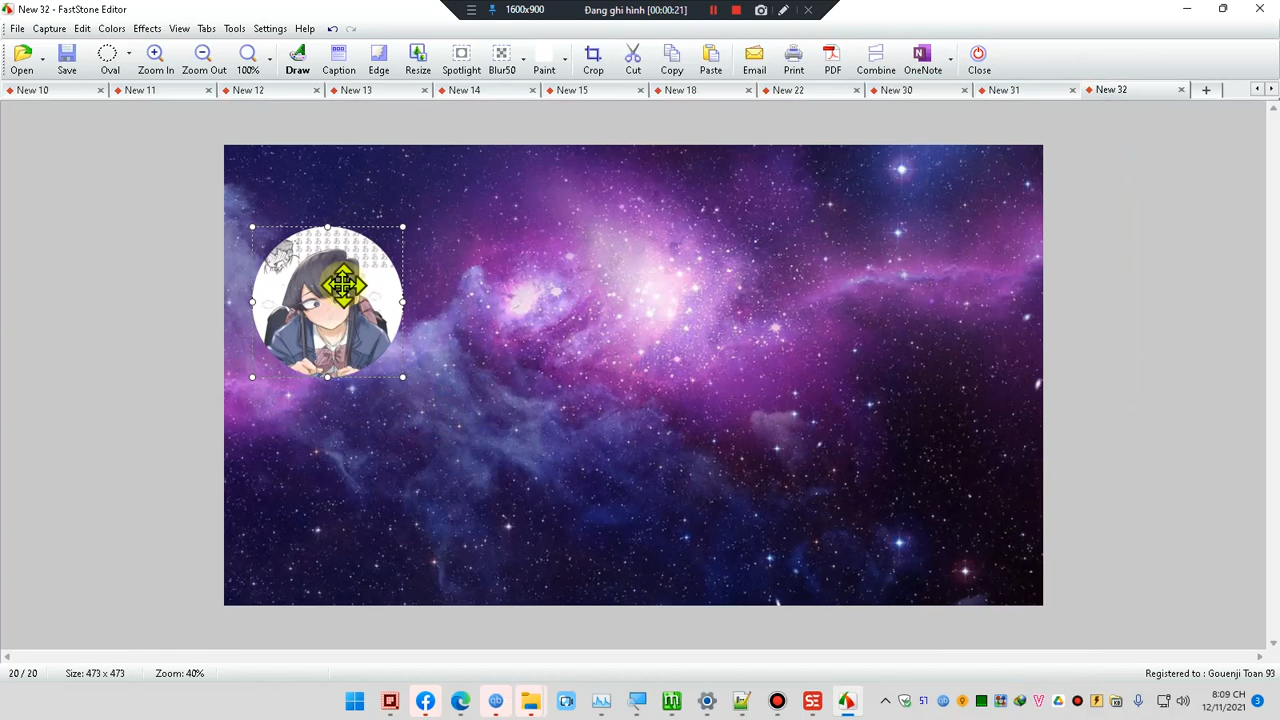 New 32 - FastStone Editor
1600x900
Đang ghi hình [00:00:21]
File Capture Edit Colors Effects View Tabs Tools Settings Help
Open Save Oval Zoom In Zoom Out 100% Draw Caption Edge Resize Spotlight Blur50 Paint Crop Cut Copy Paste Email Print PDF Combine OneNote Close
New 10 New 11 New 12 New 13 New 14 New 15 New 18 New 22 New 30 New 31 New 32
20 / 20 Size: 473 x 473 Zoom: 40% Registered to : Gouenji Toan 93
8:09 CH
12/11/2021
3